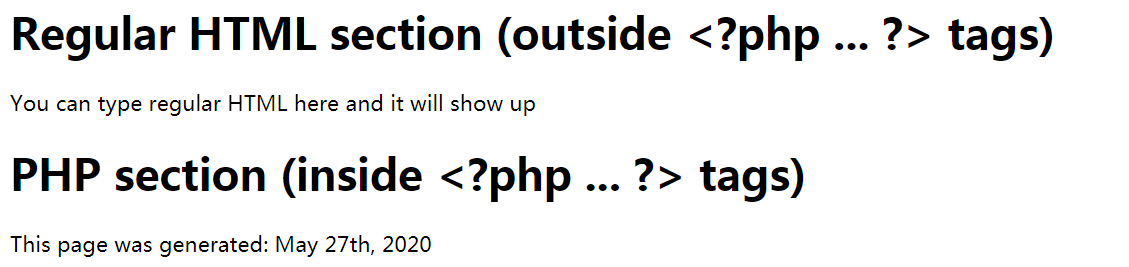 Regular HTML section (outside <?php ... ?> tags)
You can type regular HTML here and it will show up
PHP section (inside <?php ... ?> tags)
This page was generated: May 27th, 2020